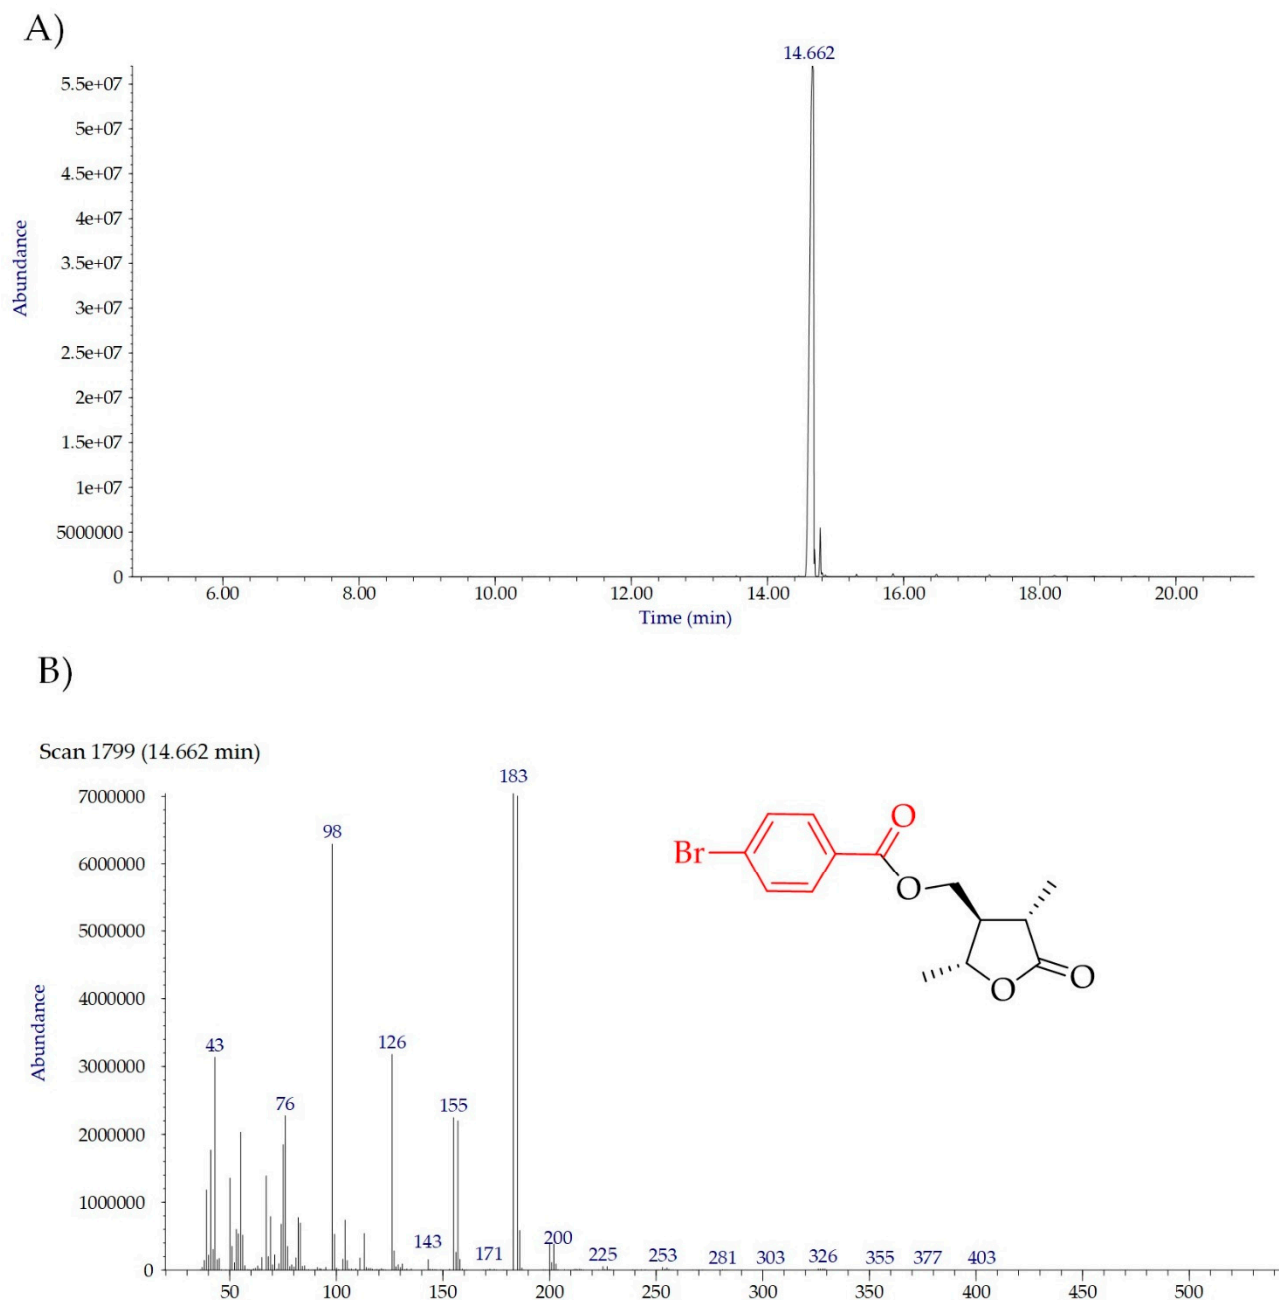 A)
14.662
5.5e+07
5e+07
4.5e+07
4e+07
3.5e+07
3e+07
2.5e+07
2e+07
1.5e+07
1e+07
5000000
0
Abundance
6.00 8.00 10.00 12.00 14.00 16.00 18.00 20.00
Time (min)
B)
Scan 1799 (14.662 min)
7000000
6000000
5000000
4000000
3000000
2000000
1000000
0
Abundance
183
98
43
126
76
155
143
171
200
225
253
281
303
326
355
377
403
50 100 150 200 250 300 350 400 450 500
Br
O
O
O
O